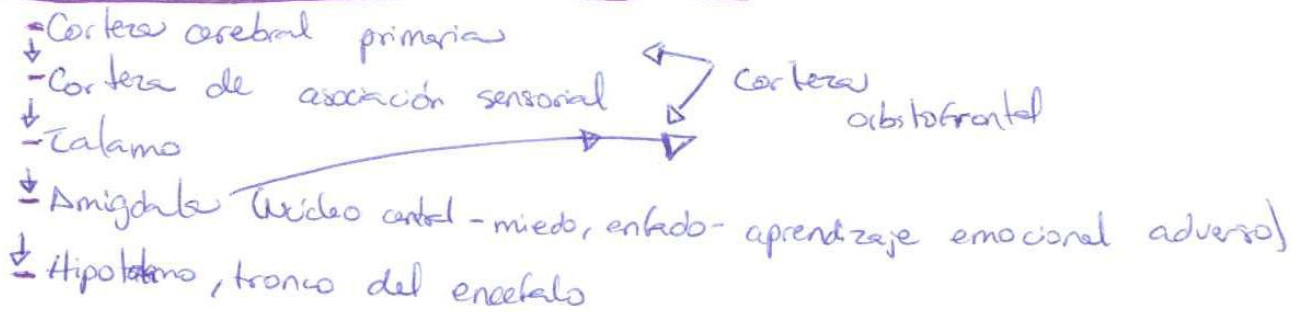 - Corteza cerebral primaria
- Corteza de asociación sensorial
Corteza
orbitofrontal
- Talamo
- Amigdala (núcleo central - miedo, enfado - aprendizaje emocional adverso)
- Hipotálamo, tronco del encefalo